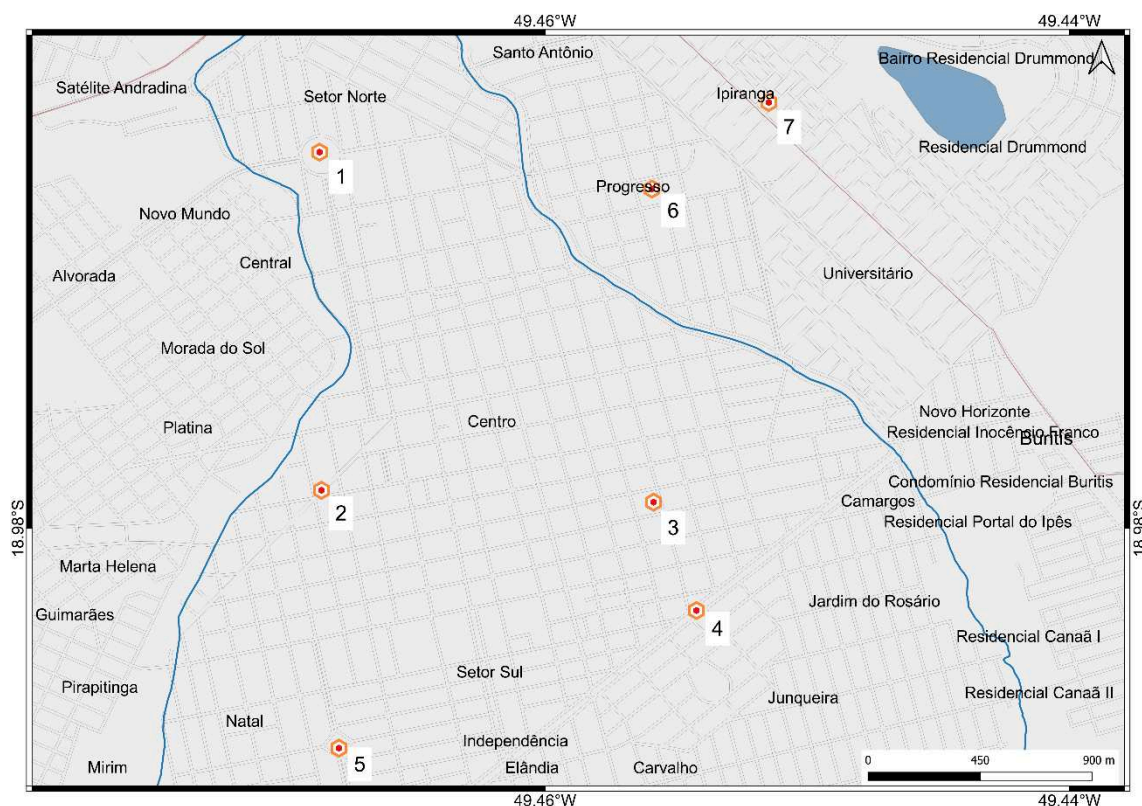 49.46°W
49.44°W
Santo Antônio
Bairro Residencial Drummond
Satélite Andradina
Setor Norte
Ipiranga
7
Residencial Drummond
1
Progresso
6
Novo Mundo
Central
Alvorada
Universitário
Morada do Sol
Centro
Platina
Novo Horizonte
Residencial Inocêncio Franco
Buritis
Condomínio Residencial Buritis
Camargos
2
3
Residencial Portal do Ipês
18.98°S
18.98°S
Marta Helena
Guimarães
Jardim do Rosário
4
Residencial Canaã I
Setor Sul
Pirapitinga
Junqueira
Residencial Canaã II
Natal
Independência
5
Mirim
Elândia
Carvalho
0 450 900 m
49.46°W
49.44°W